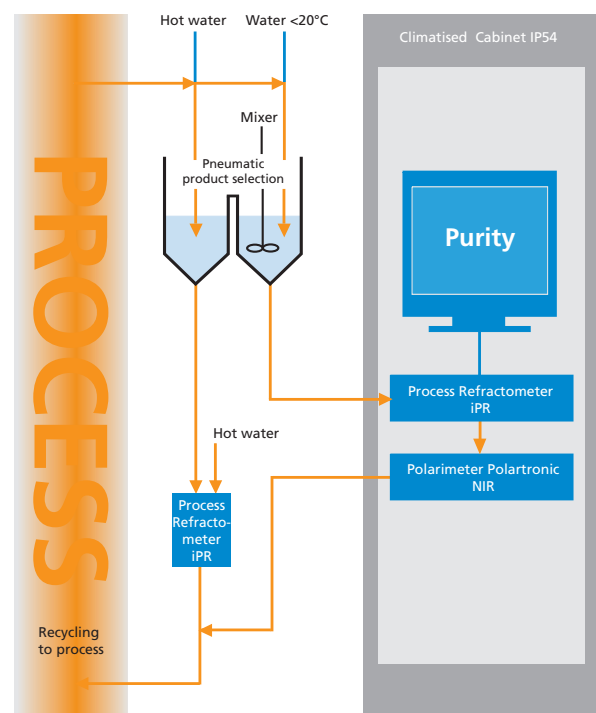 Hot water
Water <20°C
Climatised Cabinet IP54
Mixer
Pneumatic
product selection
PROCESS
Purity
Process Refractometer
iPR
Hot water
Polarimeter Polartronic
NIR
Process
Refracto-
meter
iPR
Recycling
to process